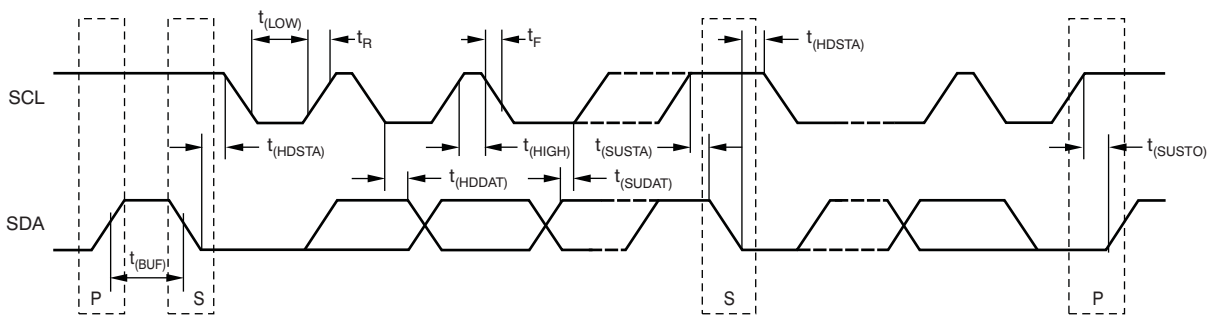 t(LOW)
tR
tF
t(HDSTA)
SCL
t(HDSTA)
t(HIGH)
t(SUSTA)
t(SUSTO)
t(HDDAT)
t(SUDAT)
SDA
t(BUF)
P
S
S
P